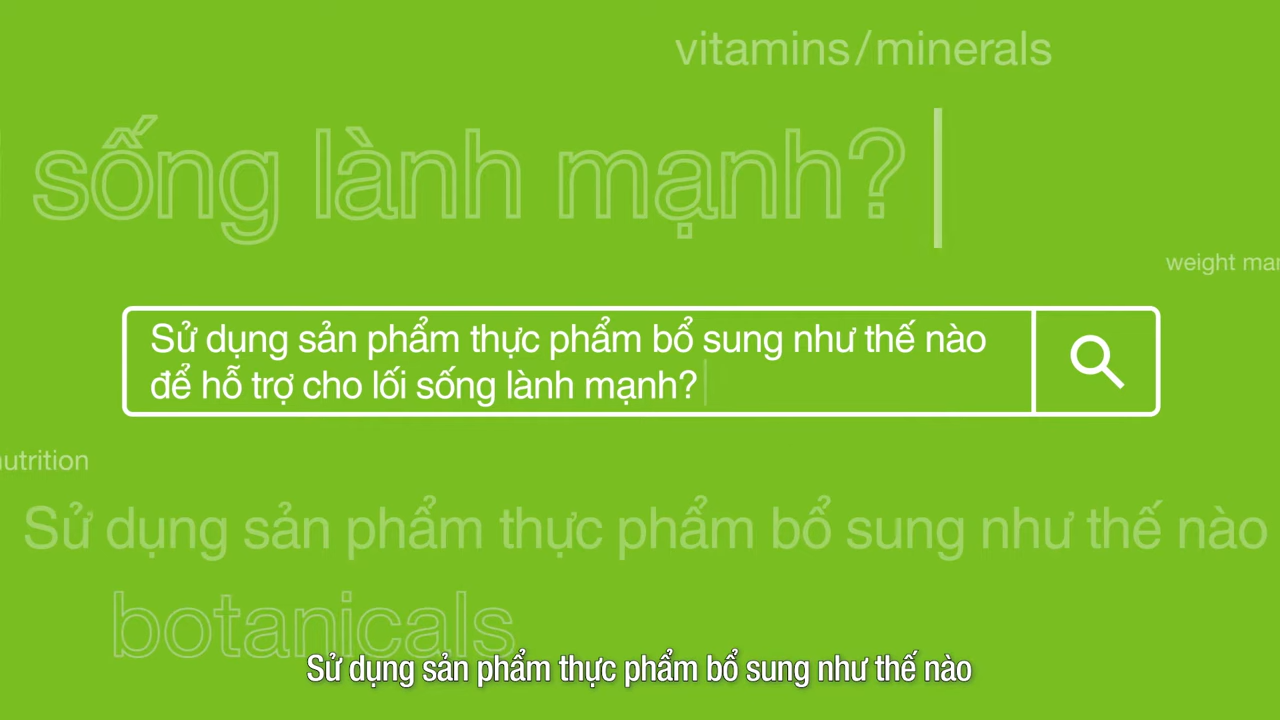 vitamins/minerals
sống lành mạnh?
weight
Sử dụng sản phẩm thực phẩm bổ sung như thế nào
để hỗ trợ cho lối sống lành mạnh?
nutrition
Sử dụng sản phẩm thực phẩm bổ sung như thế nào
botanicals
Sử dụng sản phẩm thực phẩm bổ sung như thế nào